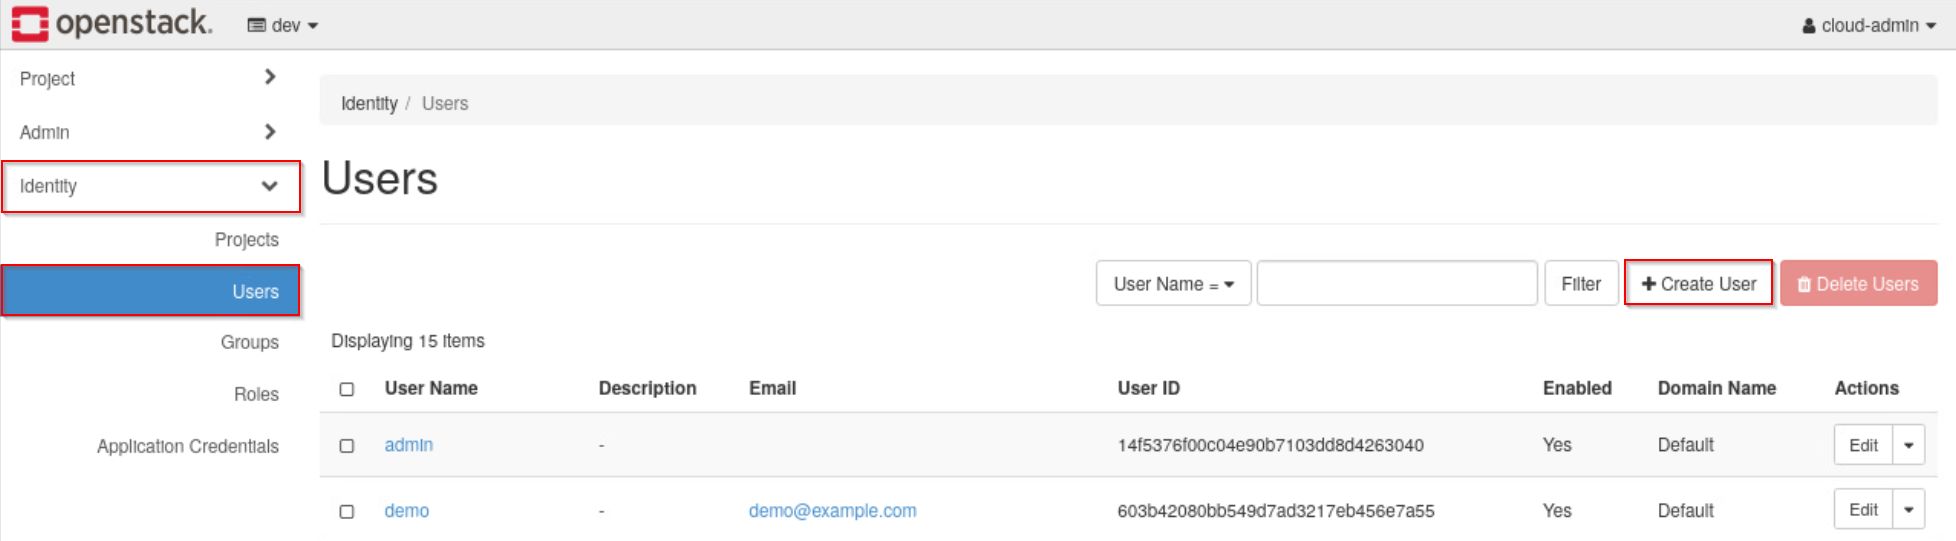 openstack. dev cloud-admin
Project
Admin
Identity
Projects
Users
Groups
Roles
Application Credentials
Identity / Users
Users
User Name = Filter + Create User Delete Users
Displaying 15 items
User Name Description Email User ID Enabled Domain Name Actions
admin - 14f5376f00c04e90b7103dd8d4263040 Yes Default Edit
demo - demo@example.com 603b42080bb549d7ad3217eb456e7a55 Yes Default Edit